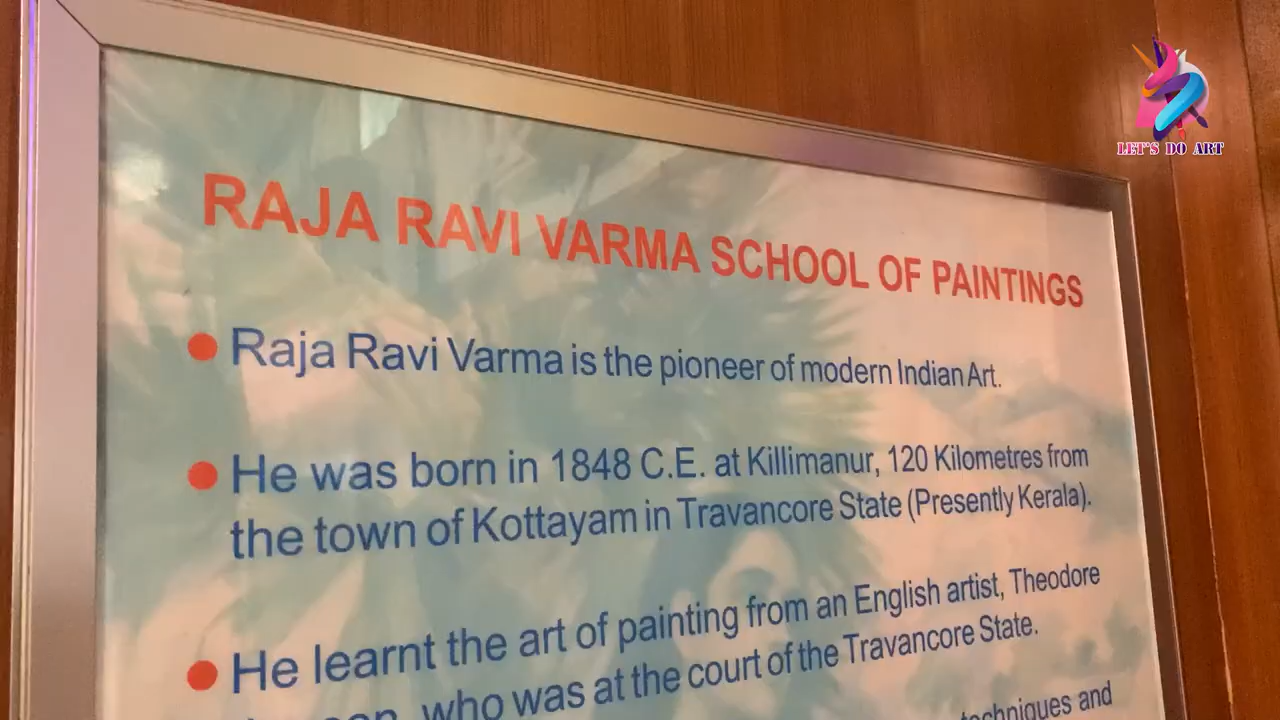 LET'S DO ART
RAJA RAVI VARMA SCHOOL OF PAINTINGS
Raja Ravi Varma is the pioneer of modern Indian Art.
He was born in 1848 C.E. at Killimanur, 120 Kilometres from
the town of Kottayam in Travancore State (Presently Kerala).
He learnt the art of painting from an English artist, Theodore
who was at the court of the Travancore State.
techniques and